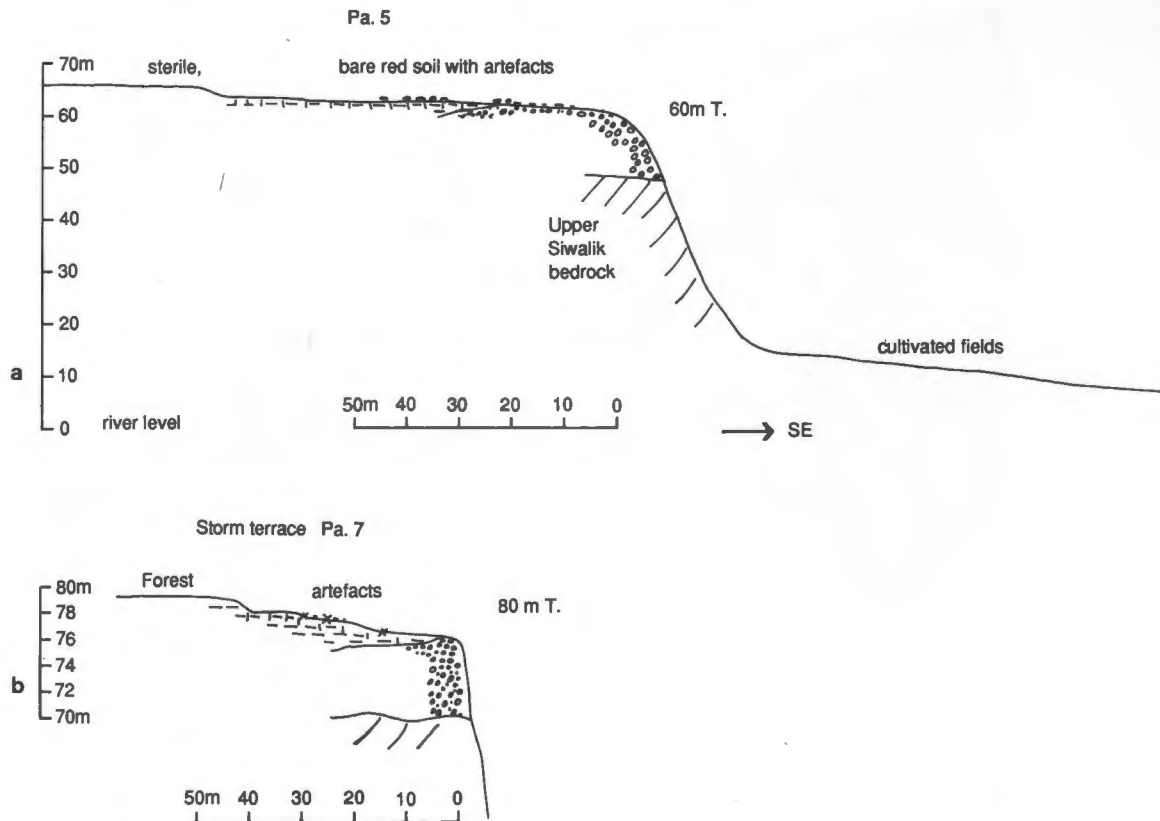 Pa. 5
70m
sterile,
bare red soil with artefacts
60
60m T.
50
40
Upper
Siwalik
bedrock
30
20
cultivated fields
a
10
50m 40 30 20 10 0
0
river level
SE
Storm terrace Pa. 7
80m
Forest
artefacts
80 m T.
78
76
74
b
72
70m
50m 40 30 20 10 0